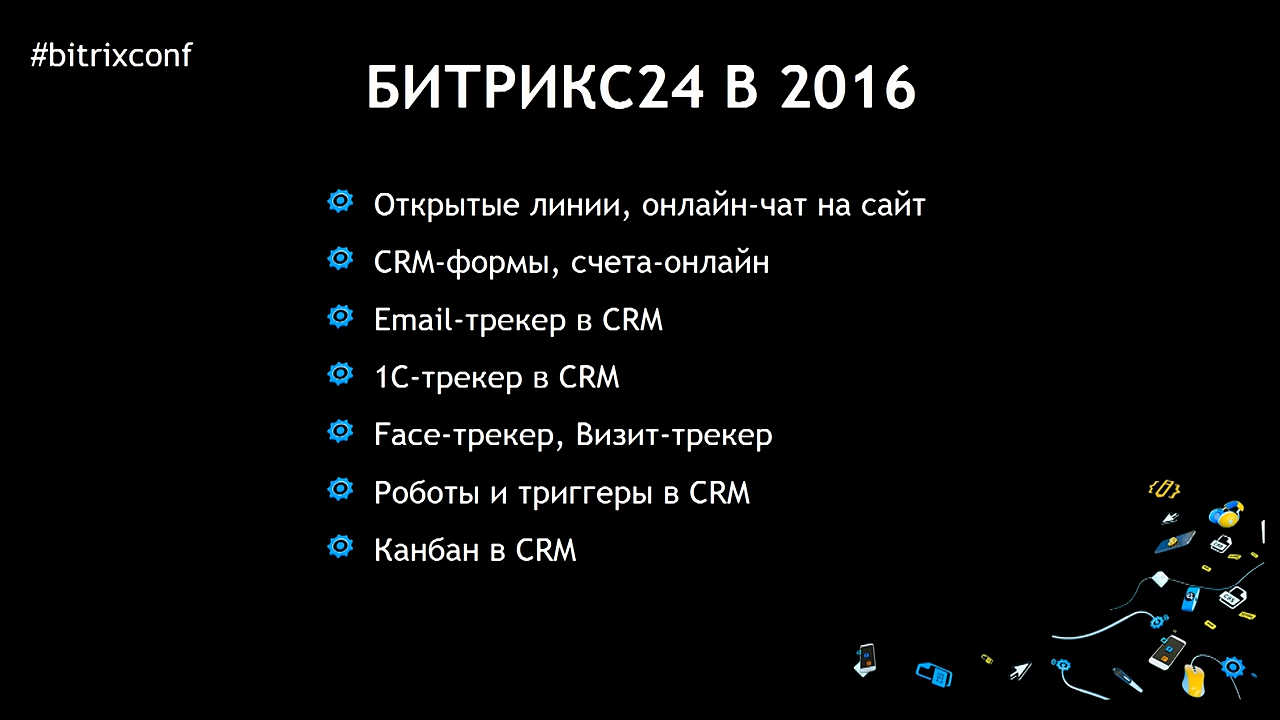 #bitrixconf
БИТРИКС24 В 2016
Открытые линии, онлайн-чат на сайт
CRM-формы, счета-онлайн
Email-трекер в CRM
1С-трекер в CRM
Face-трекер, Визит-трекер
Роботы и триггеры в CRM
Канбан в CRM